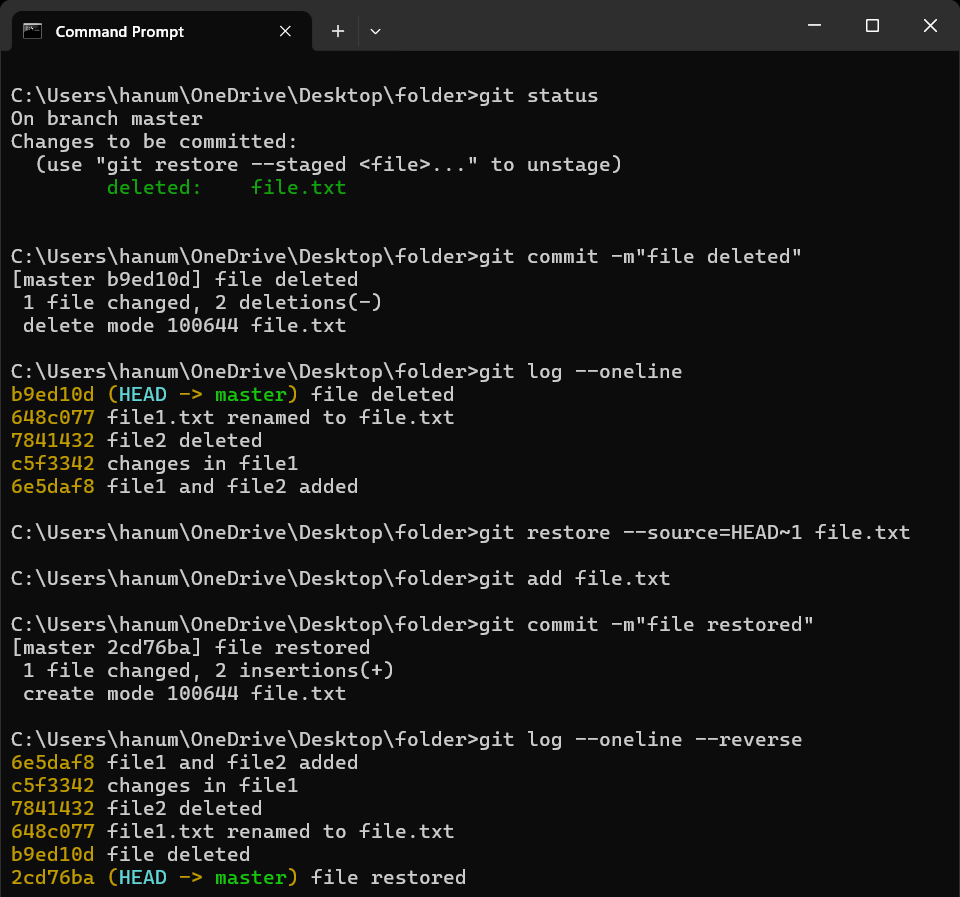 Command Prompt
C:\Users\hanum\OneDrive\Desktop\folder>git status
On branch master
Changes to be committed:
  (use "git restore --staged <file>..." to unstage)
        deleted:    file.txt
C:\Users\hanum\OneDrive\Desktop\folder>git commit -m"file deleted"
[master b9ed10d] file deleted
 1 file changed, 2 deletions(-)
 delete mode 100644 file.txt
C:\Users\hanum\OneDrive\Desktop\folder>git log --oneline
b9ed10d (HEAD -> master) file deleted
648c077 file1.txt renamed to file.txt
7841432 file2 deleted
c5f3342 changes in file1
6e5daf8 file1 and file2 added
C:\Users\hanum\OneDrive\Desktop\folder>git restore --source=HEAD~1 file.txt
C:\Users\hanum\OneDrive\Desktop\folder>git add file.txt
C:\Users\hanum\OneDrive\Desktop\folder>git commit -m"file restored"
[master 2cd76ba] file restored
 1 file changed, 2 insertions(+)
 create mode 100644 file.txt
C:\Users\hanum\OneDrive\Desktop\folder>git log --oneline --reverse
6e5daf8 file1 and file2 added
c5f3342 changes in file1
7841432 file2 deleted
648c077 file1.txt renamed to file.txt
b9ed10d file deleted
2cd76ba (HEAD -> master) file restored